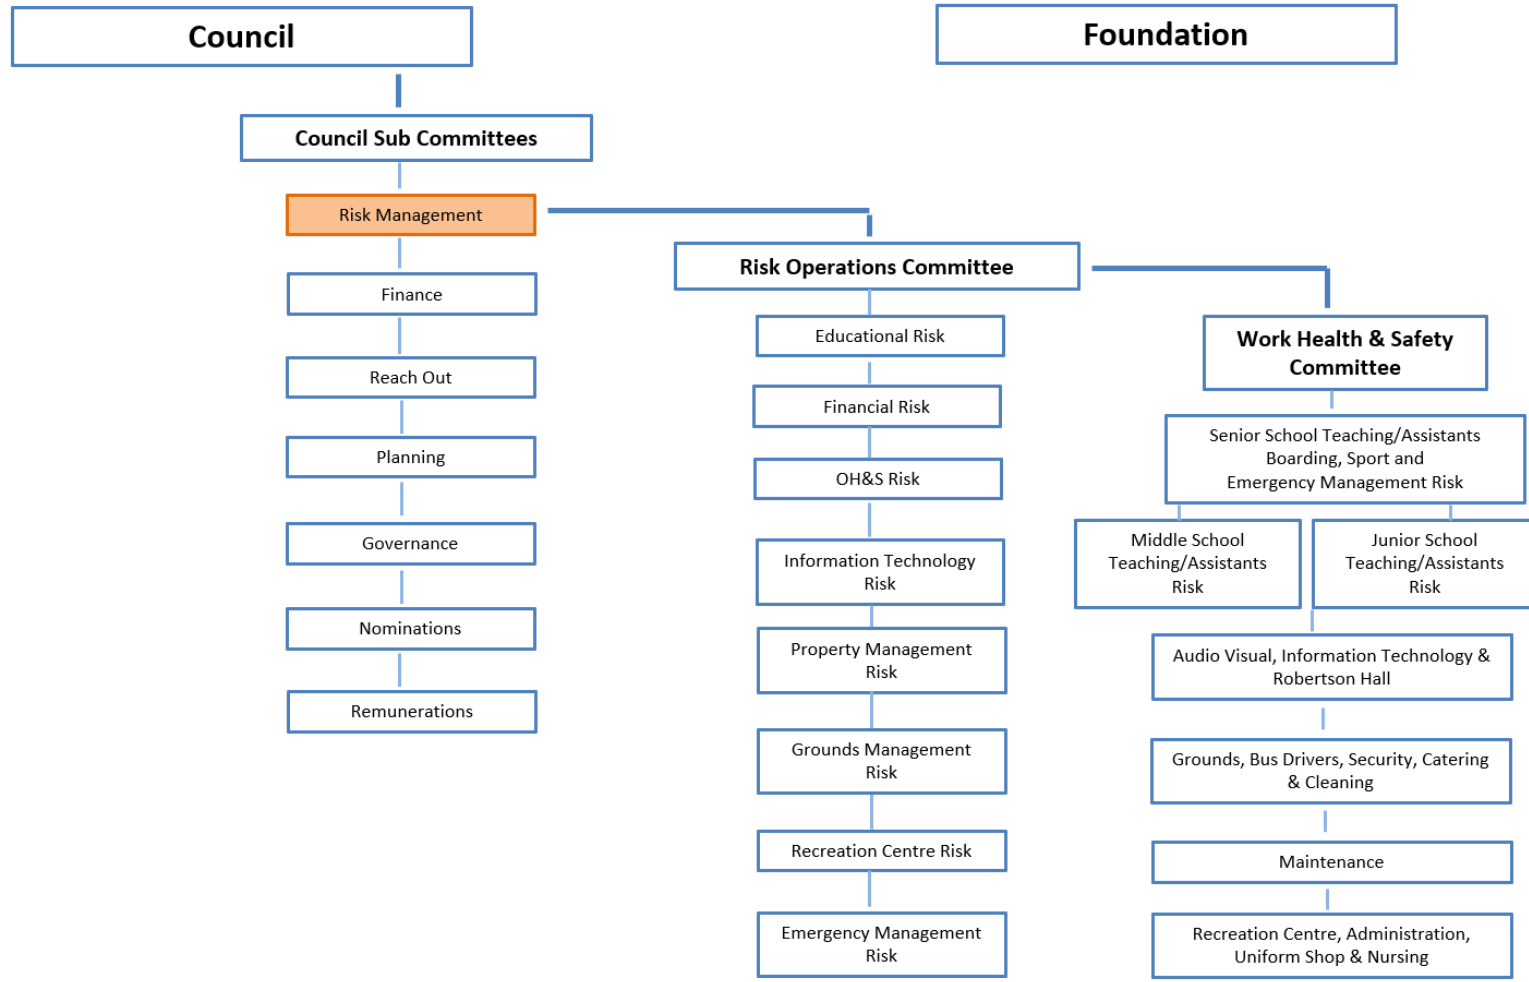 Council
Foundation
Council Sub Committees
Risk Management
Finance
Reach Out
Planning
Governance
Nominations
Remunerations
Risk Operations Committee
Educational Risk
Financial Risk
OH&S Risk
Information Technology
Risk
Property Management
Risk
Grounds Management
Risk
Recreation Centre Risk
Emergency Management
Risk
Work Health & Safety
Committee
Senior School Teaching/Assistants
Boarding, Sport and
Emergency Management Risk
Middle School
Teaching/Assistants
Risk
Junior School
Teaching/Assistants
Risk
Audio Visual, Information Technology &
Robertson Hall
Grounds, Bus Drivers, Security, Catering
& Cleaning
Maintenance
Recreation Centre, Administration,
Uniform Shop & Nursing